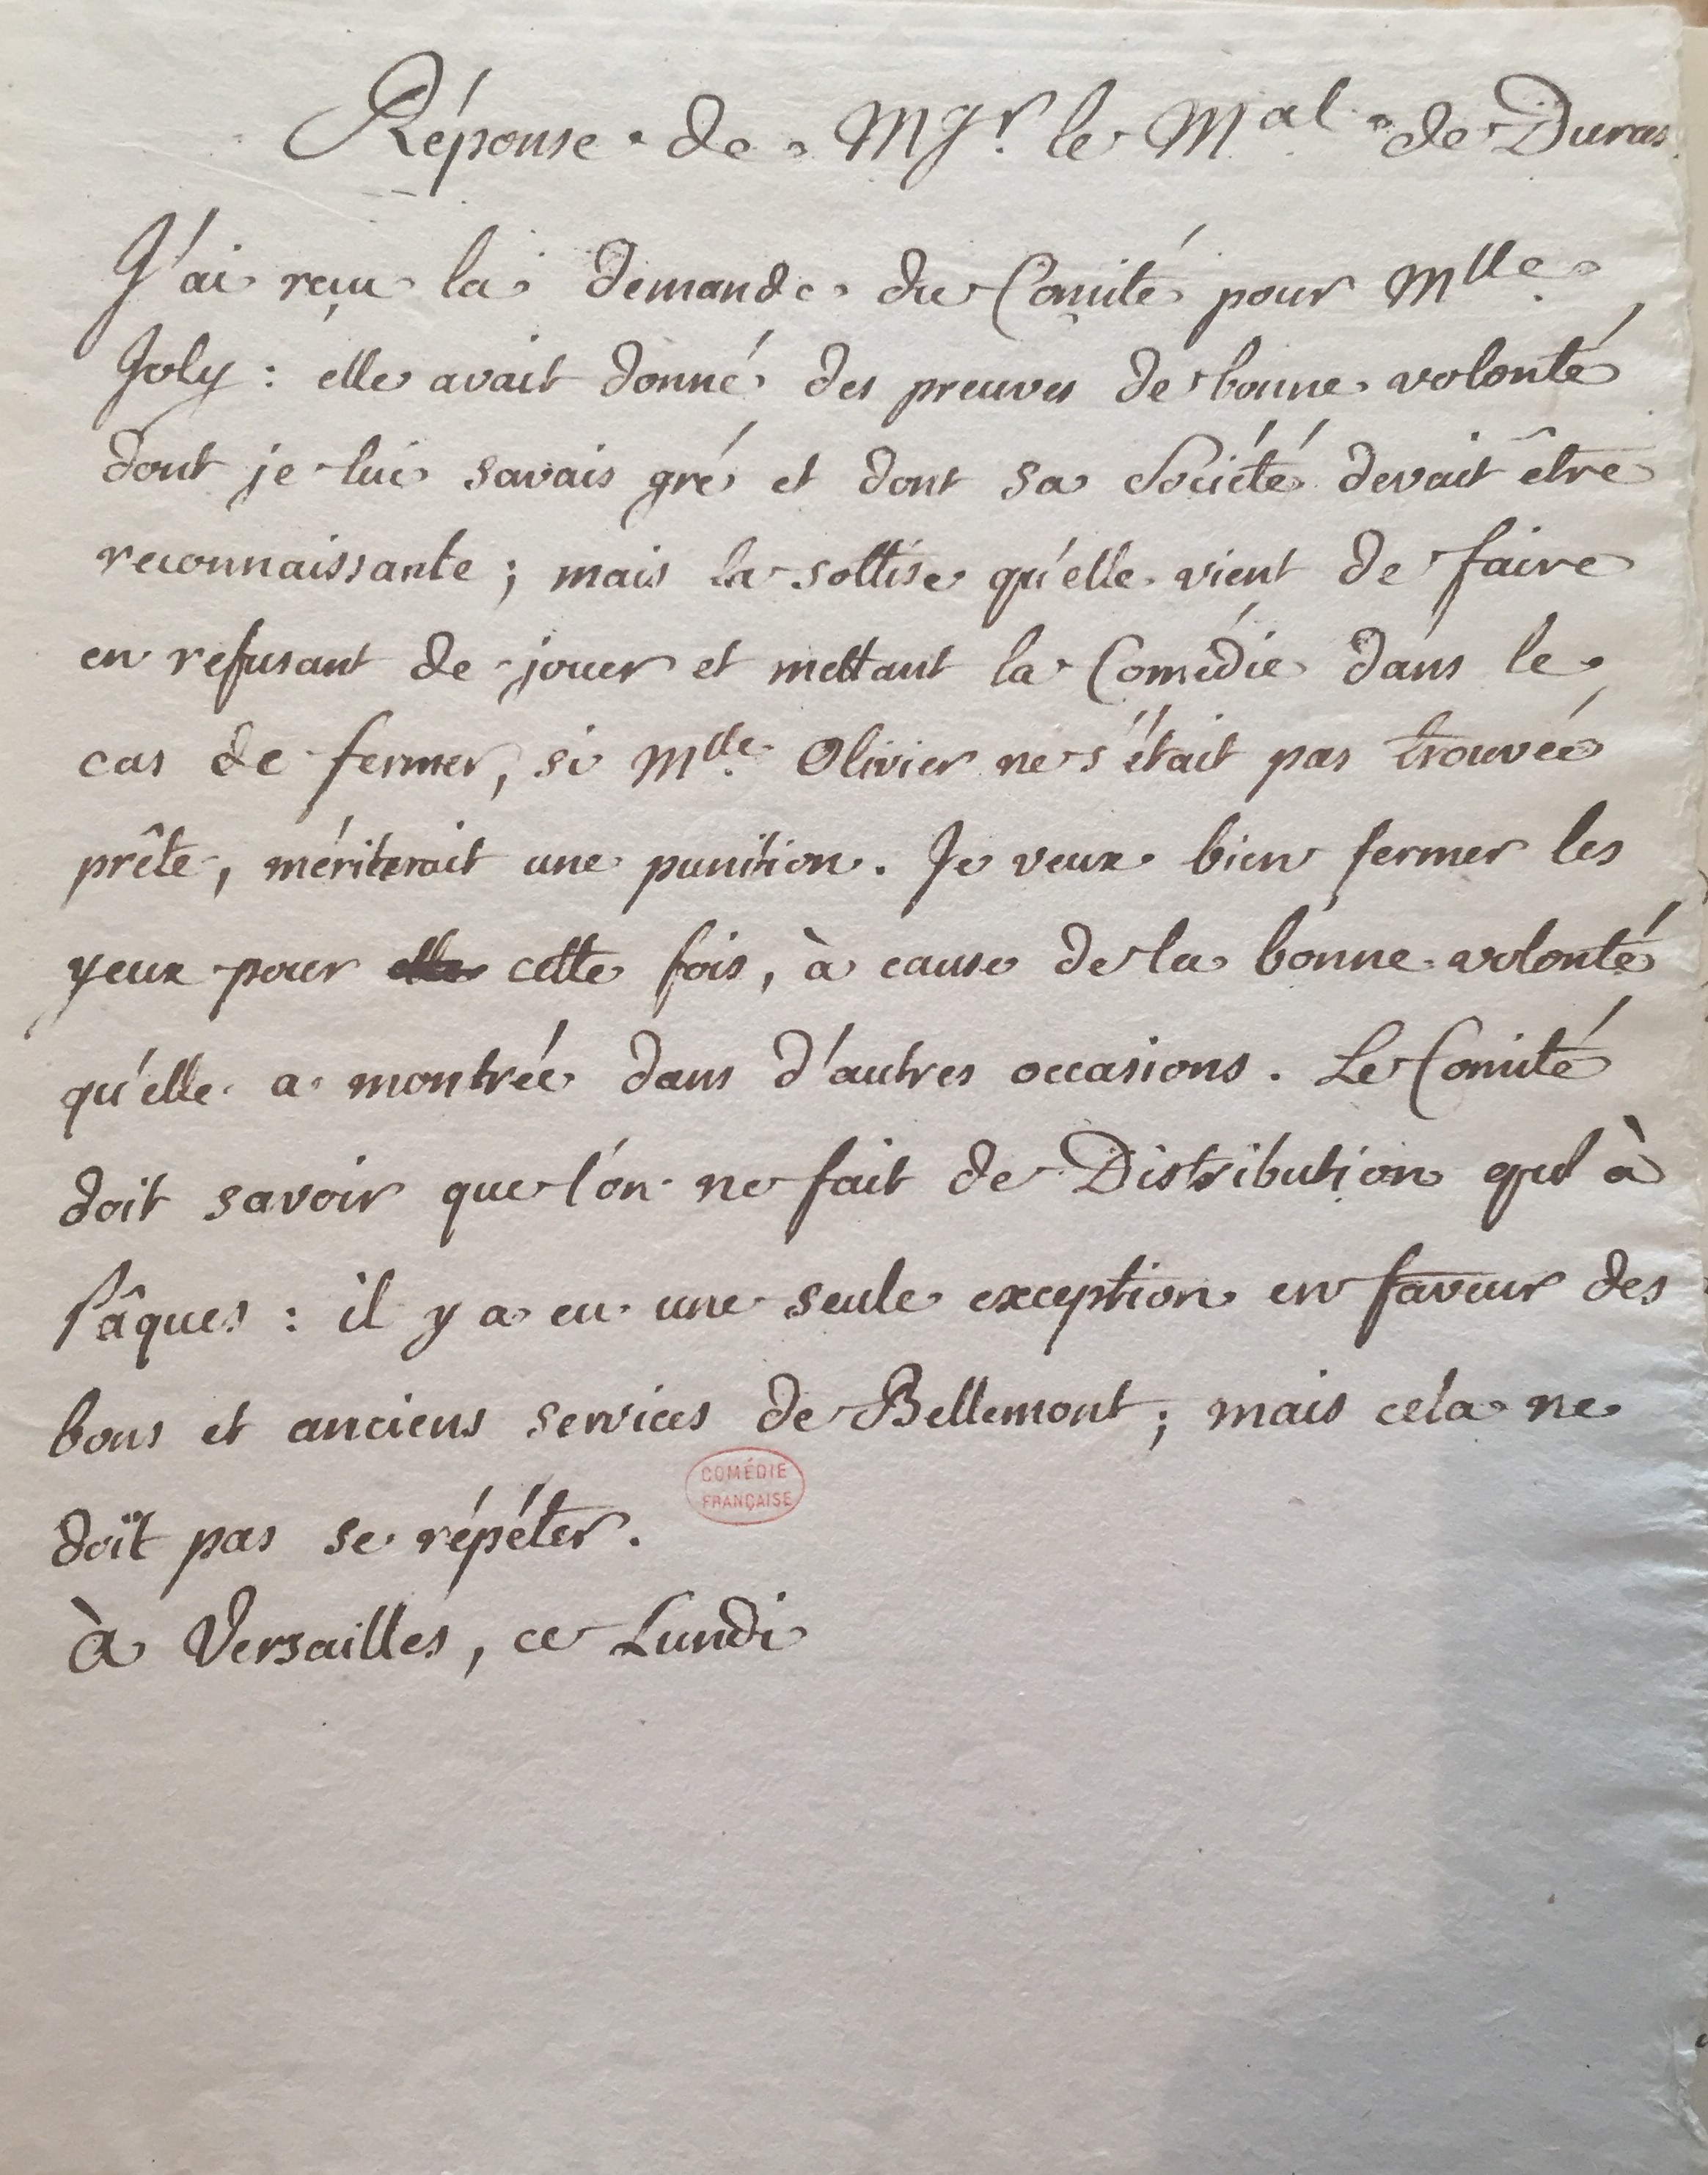 Réponse de Mgr. le Mal. de Duras.
J'ai reçu la demande du Comité pour Mlle.
Joly : elle avait donné des preuves de bonne volonté
dont je lui savais gré et dont sa Société devait être
reconnaissante ; mais la sottise qu'elle vient de faire
en refusant de jouer et mettant la Comédie dans le
cas de fermer, si Mlle. Olivier ne s'était pas trouvée
prête, mériterait une punition. Je veux bien fermer les
yeux pour cette fois, à cause de la bonne volonté
qu'elle a montrée dans d'autres occasions. Le Comité
doit savoir que l'on ne fait de Distribution qu'à
Pâques : il y a eu une seule exception en faveur des
bons et anciens services de Bellemont ; mais cela ne
doit pas se répéter.
COMÉDIE
FRANÇAISE
à Versailles, ce Lundi